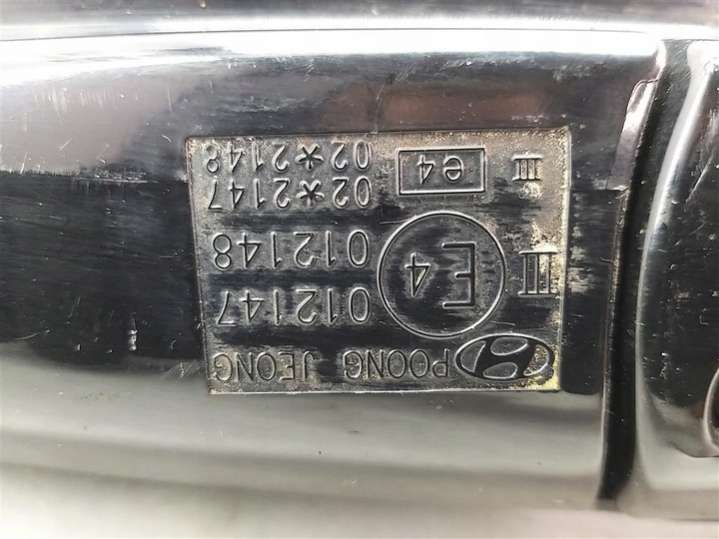 POONG JEONG
III E4 012147
012148
III e4 02*2147
02*2148